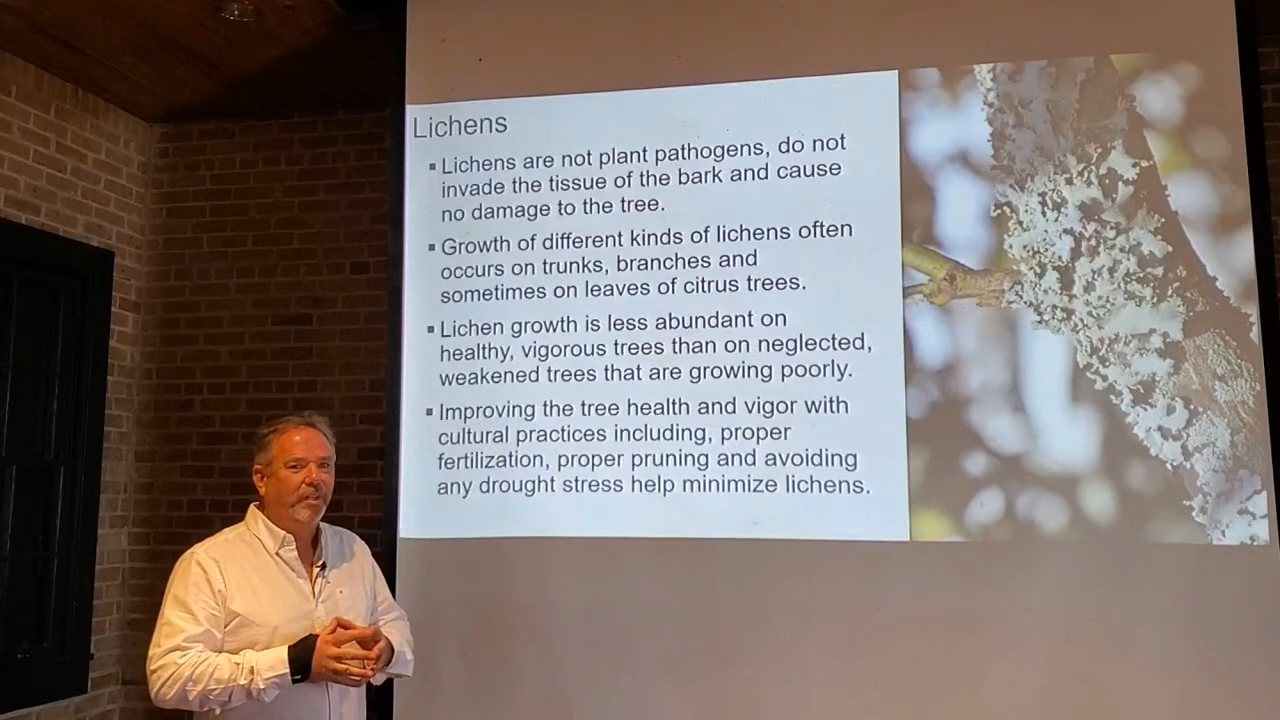 Lichens
▪ Lichens are not plant pathogens, do not
invade the tissue of the bark and cause
no damage to the tree.
▪ Growth of different kinds of lichens often
occurs on trunks, branches and
sometimes on leaves of citrus trees.
▪ Lichen growth is less abundant on
healthy, vigorous trees than on neglected,
weakened trees that are growing poorly.
▪ Improving the tree health and vigor with
cultural practices including, proper
fertilization, proper pruning and avoiding
any drought stress help minimize lichens.